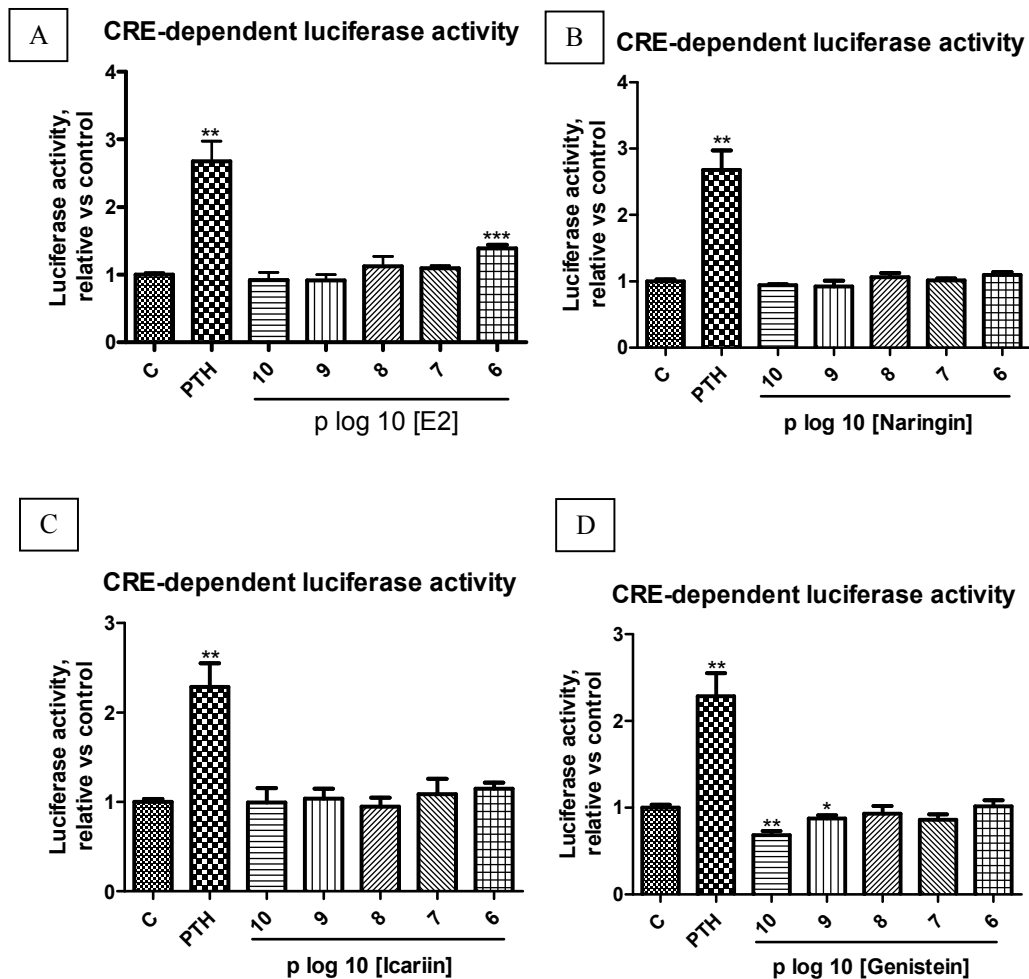 A
CRE-dependent luciferase activity
Luciferase activity,
relative vs control
4
3
2
1
0
**
***
C
PTH
10
9
8
7
6
p log 10 [E2]
B
CRE-dependent luciferase activity
Luciferase activity,
relative vs control
4
3
2
1
0
**
C
PTH
10
9
8
7
6
p log 10 [Naringin]
C
CRE-dependent luciferase activity
Luciferase activity,
relative vs control
3
2
1
0
**
C
PTH
10
9
8
7
6
p log 10 [Icariin]
D
CRE-dependent luciferase activity
Luciferase activity,
relative vs control
3
2
1
0
**
**
*
C
PTH
10
9
8
7
6
p log 10 [Genistein]